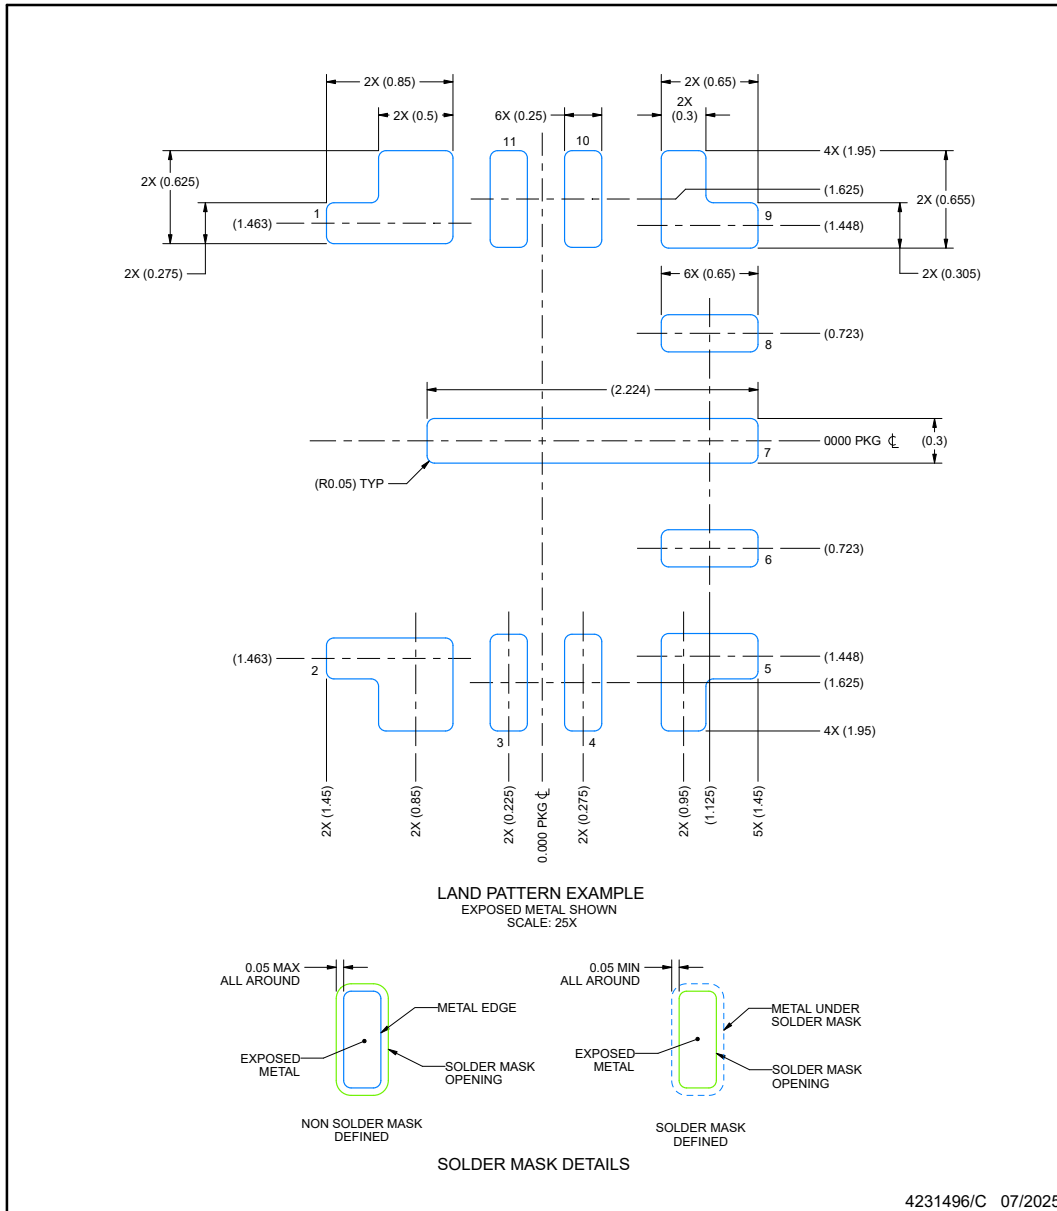 2X (0.85)
2X (0.65)
2X (0.5)
6X (0.25)
2X
(0.3)
11
10
4X (1.95)
2X (0.625)
(1.625)
2X (0.655)
1
9
(1.463)
(1.448)
2X (0.275)
6X (0.65)
2X (0.305)
(0.723)
8
(2.224)
0000 PKG ℄
(0.3)
7
(R0.05) TYP
(0.723)
6
(1.463)
2
(1.448)
5
(1.625)
3
4
4X (1.95)
2X (1.45)
2X (0.85)
2X (0.225)
0.000 PKG ℄
2X (0.275)
2X (0.95)
(1.125)
5X (1.45)
LAND PATTERN EXAMPLE
EXPOSED METAL SHOWN
SCALE: 25X
0.05 MAX
ALL AROUND
METAL EDGE
EXPOSED
METAL
SOLDER MASK
OPENING
NON SOLDER MASK
DEFINED
0.05 MIN
ALL AROUND
METAL UNDER
SOLDER MASK
EXPOSED
METAL
SOLDER MASK
OPENING
SOLDER MASK
DEFINED
SOLDER MASK DETAILS
4231496/C 07/2025